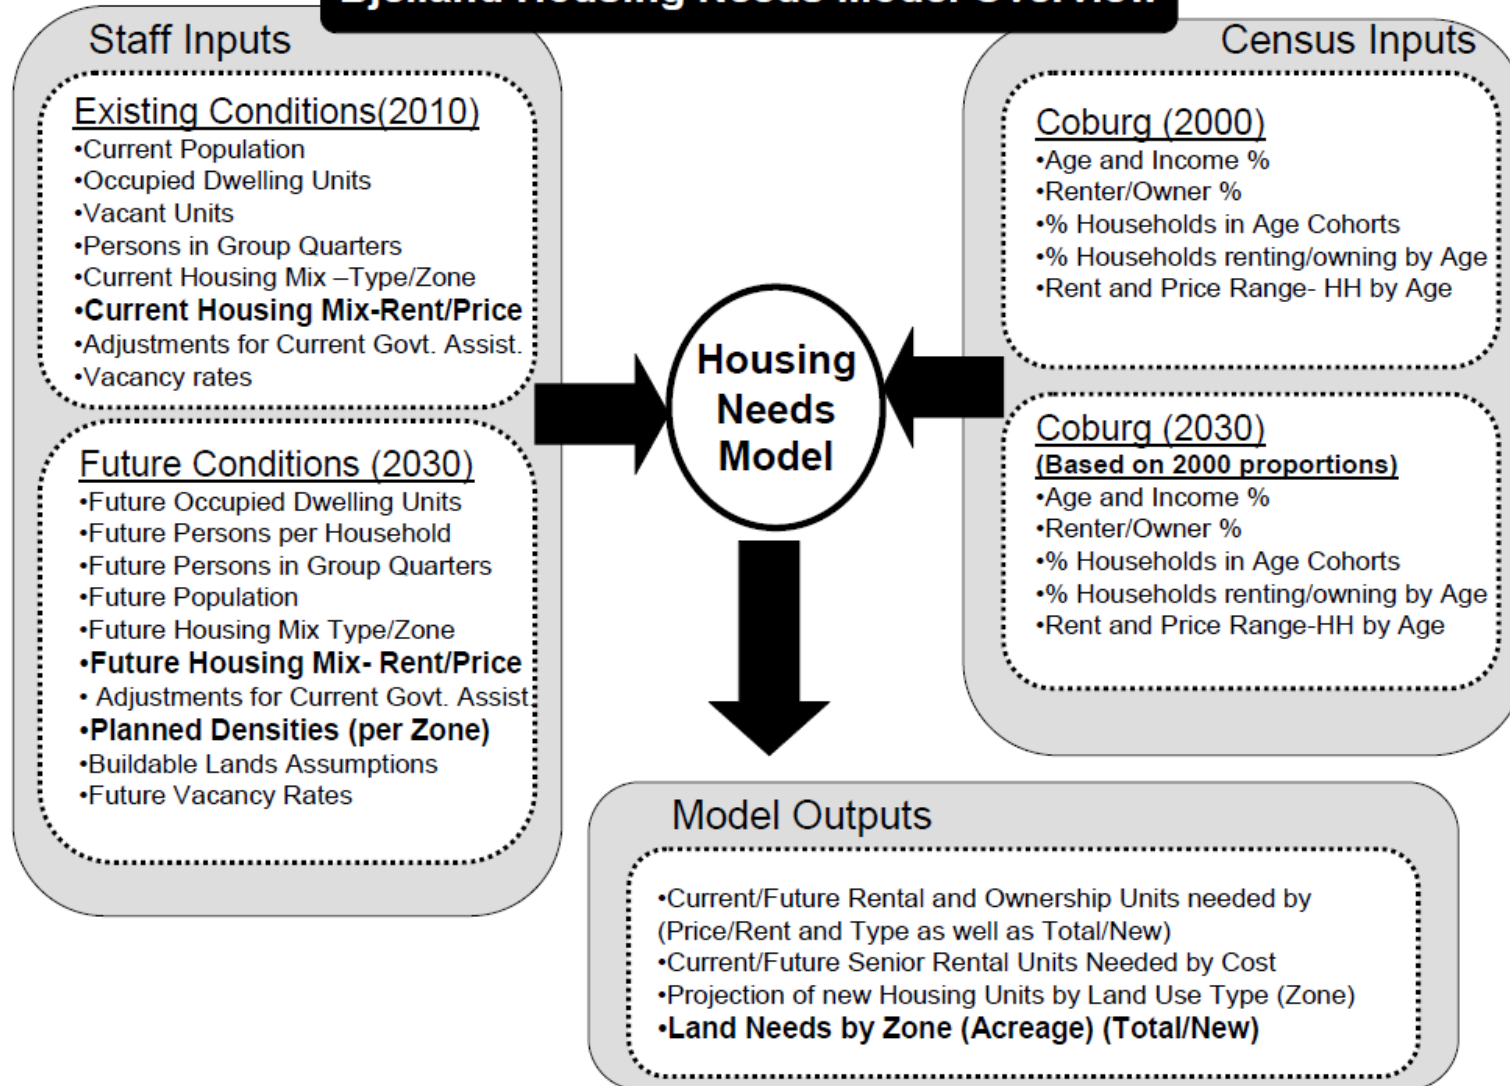 Bjelland Housing Needs Model Overview
Staff Inputs
Existing Conditions(2010)
•Current Population
•Occupied Dwelling Units
•Vacant Units
•Persons in Group Quarters
•Current Housing Mix –Type/Zone
•Current Housing Mix-Rent/Price
•Adjustments for Current Govt. Assist.
•Vacancy rates
Future Conditions (2030)
•Future Occupied Dwelling Units
•Future Persons per Household
•Future Persons in Group Quarters
•Future Population
•Future Housing Mix Type/Zone
•Future Housing Mix- Rent/Price
• Adjustments for Current Govt. Assist.
•Planned Densities (per Zone)
•Buildable Lands Assumptions
•Future Vacancy Rates
Housing
Needs
Model
Census Inputs
Coburg (2000)
•Age and Income %
•Renter/Owner %
•% Households in Age Cohorts
•% Households renting/owning by Age
•Rent and Price Range- HH by Age
Coburg (2030)
(Based on 2000 proportions)
•Age and Income %
•Renter/Owner %
•% Households in Age Cohorts
•% Households renting/owning by Age
•Rent and Price Range-HH by Age
Model Outputs
•Current/Future Rental and Ownership Units needed by
(Price/Rent and Type as well as Total/New)
•Current/Future Senior Rental Units Needed by Cost
•Projection of new Housing Units by Land Use Type (Zone)
•Land Needs by Zone (Acreage) (Total/New)